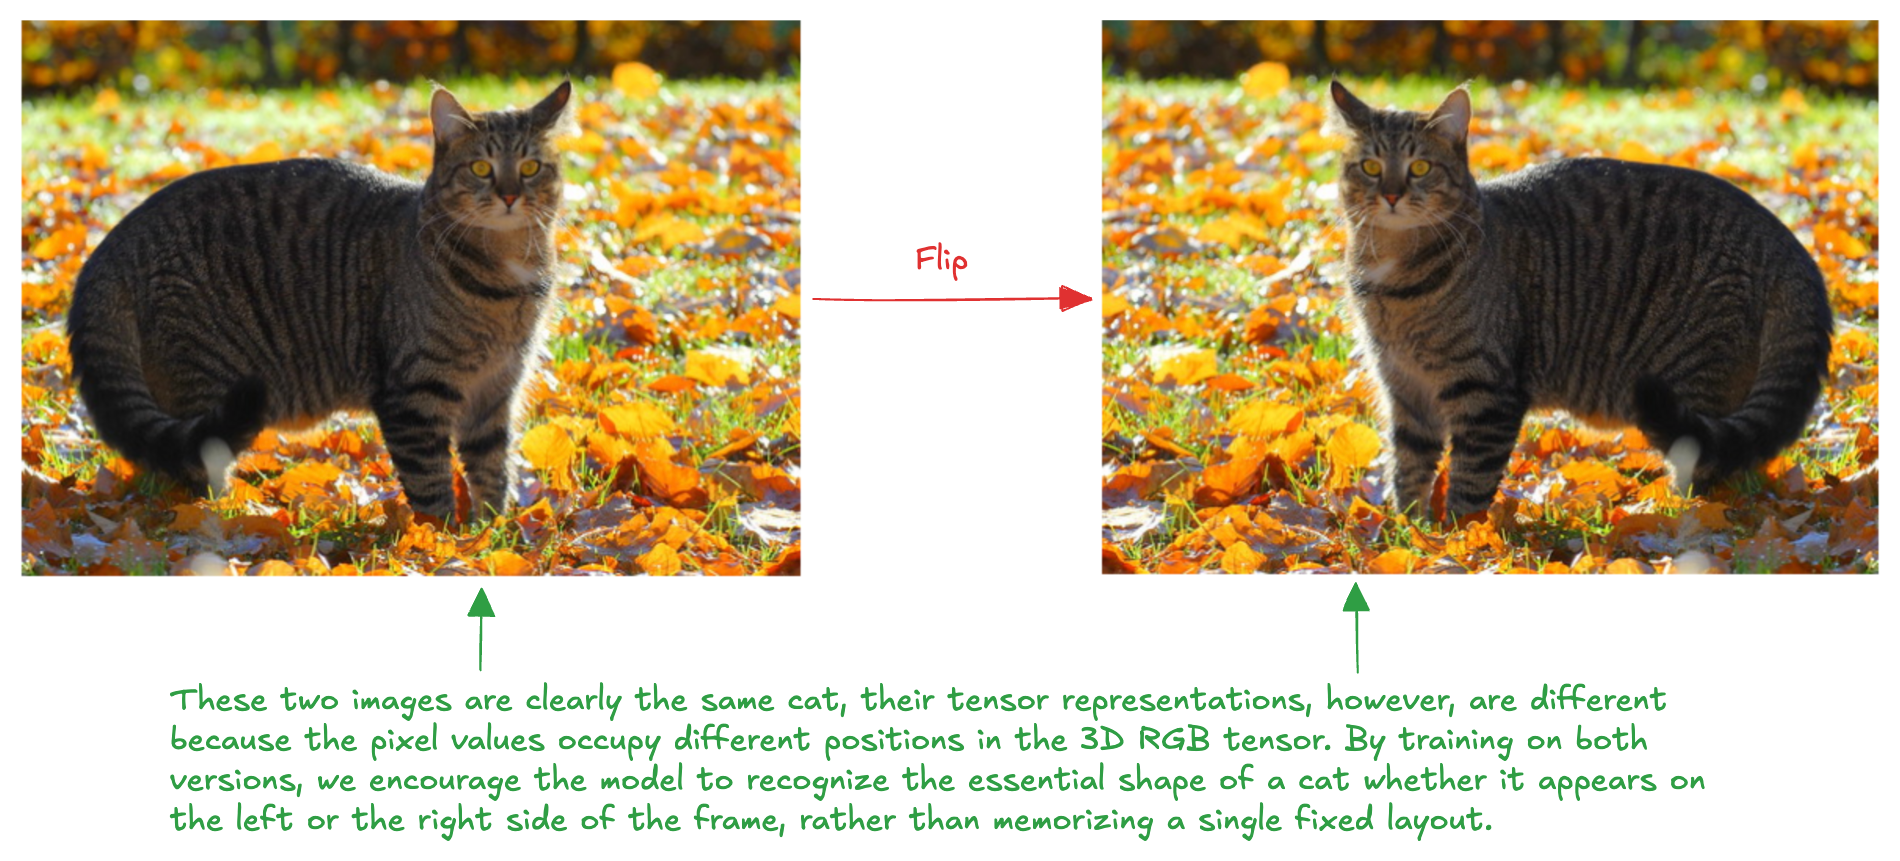 Flip
These two images are clearly the same cat, their tensor representations, however, are different
because the pixel values occupy different positions in the 3D RGB tensor. By training on both
versions, we encourage the model to recognize the essential shape of a cat whether it appears on
the left or the right side of the frame, rather than memorizing a single fixed layout.